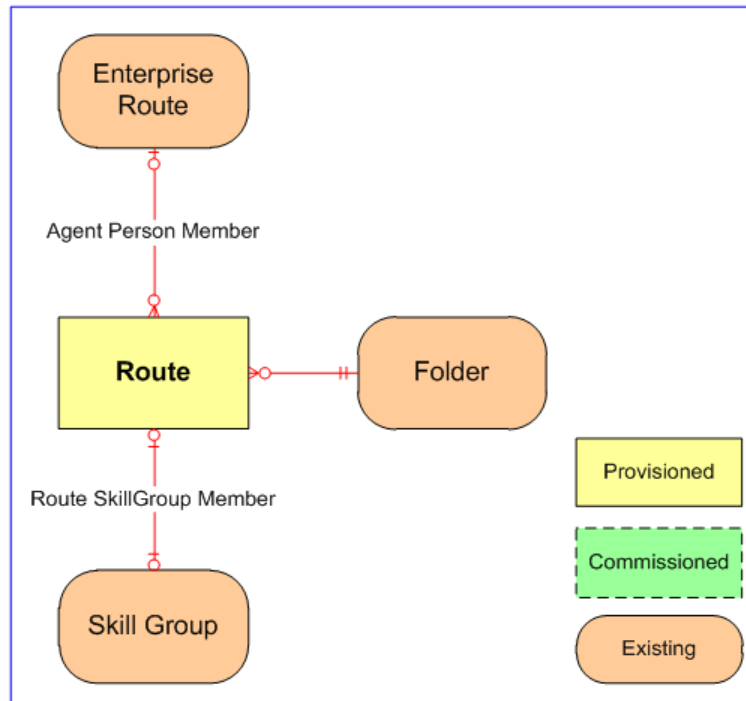 Enterprise
Route
Agent Person Member
Route
Folder
Route SkillGroup Member
Skill Group
Provisioned
Commissioned
Existing